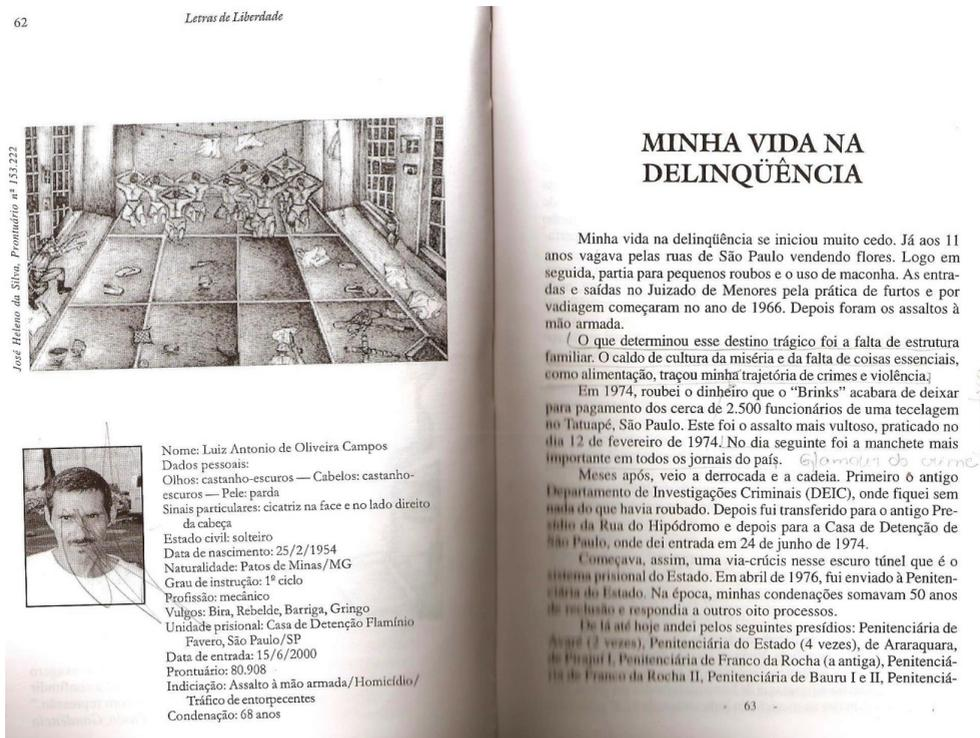 62
Letras de Liberdade
José Heleno da Silva, Prontuário nº 153.222
Nome: Luiz Antonio de Oliveira Campos
Dados pessoais:
Olhos: castanho-escuros — Cabelos: castanho-
escuros — Pele: parda
Sinais particulares: cicatriz na face e no lado direito
da cabeça
Estado civil: solteiro
Data de nascimento: 25/2/1954
Naturalidade: Patos de Minas/MG
Grau de instrução: 1º ciclo
Profissão: mecânico
Vulgos: Bira, Rebelde, Barriga, Gringo
Unidade prisional: Casa de Detenção Flamínio
Favero, São Paulo/SP
Data de entrada: 15/6/2000
Prontuário: 80.908
Indiciação: Assalto à mão armada/Homicídio/
Tráfico de entorpecentes
Condenação: 68 anos
MINHA VIDA NA
DELINQÜÊNCIA
Minha vida na delinqüência se iniciou muito cedo. Já aos 11
anos vagava pelas ruas de São Paulo vendendo flores. Logo em
seguida, partia para pequenos roubos e o uso de maconha. As entra-
das e saídas no Juizado de Menores pela prática de furtos e por
vadiagem começaram no ano de 1966. Depois foram os assaltos à
mão armada.
O que determinou esse destino trágico foi a falta de estrutura
familiar. O caldo de cultura da miséria e da falta de coisas essenciais,
como alimentação, traçou minha trajetória de crimes e violência.
Em 1974, roubei o dinheiro que o "Brinks" acabara de deixar
para pagamento dos cerca de 2.500 funcionários de uma tecelagem
no Tatuapé, São Paulo. Este foi o assalto mais vultoso, praticado no
dia 12 de fevereiro de 1974. No dia seguinte foi a manchete mais
importante em todos os jornais do país. Glamour do crime
Meses após, veio a derrocada e a cadeia. Primeiro o antigo
Departamento de Investigações Criminais (DEIC), onde fiquei sem
nada do que havia roubado. Depois fui transferido para o antigo Pre-
sídio da Rua do Hipódromo e depois para a Casa de Detenção de
São Paulo, onde dei entrada em 24 de junho de 1974.
Começava, assim, uma via-crúcis nesse escuro túnel que é o
sistema prisional do Estado. Em abril de 1976, fui enviado à Peniten-
ciária do Estado. Na época, minhas condenações somavam 50 anos
de reclusão e respondia a outros oito processos.
De lá até hoje andei pelos seguintes presídios: Penitenciária de
Avaré (2 vezes), Penitenciária do Estado (4 vezes), de Araraquara,
de Pirajuí I, Penitenciária de Franco da Rocha (a antiga), Penitenciá-
ria de Franco da Rocha II, Penitenciária de Bauru I e II, Penitenciá-
63